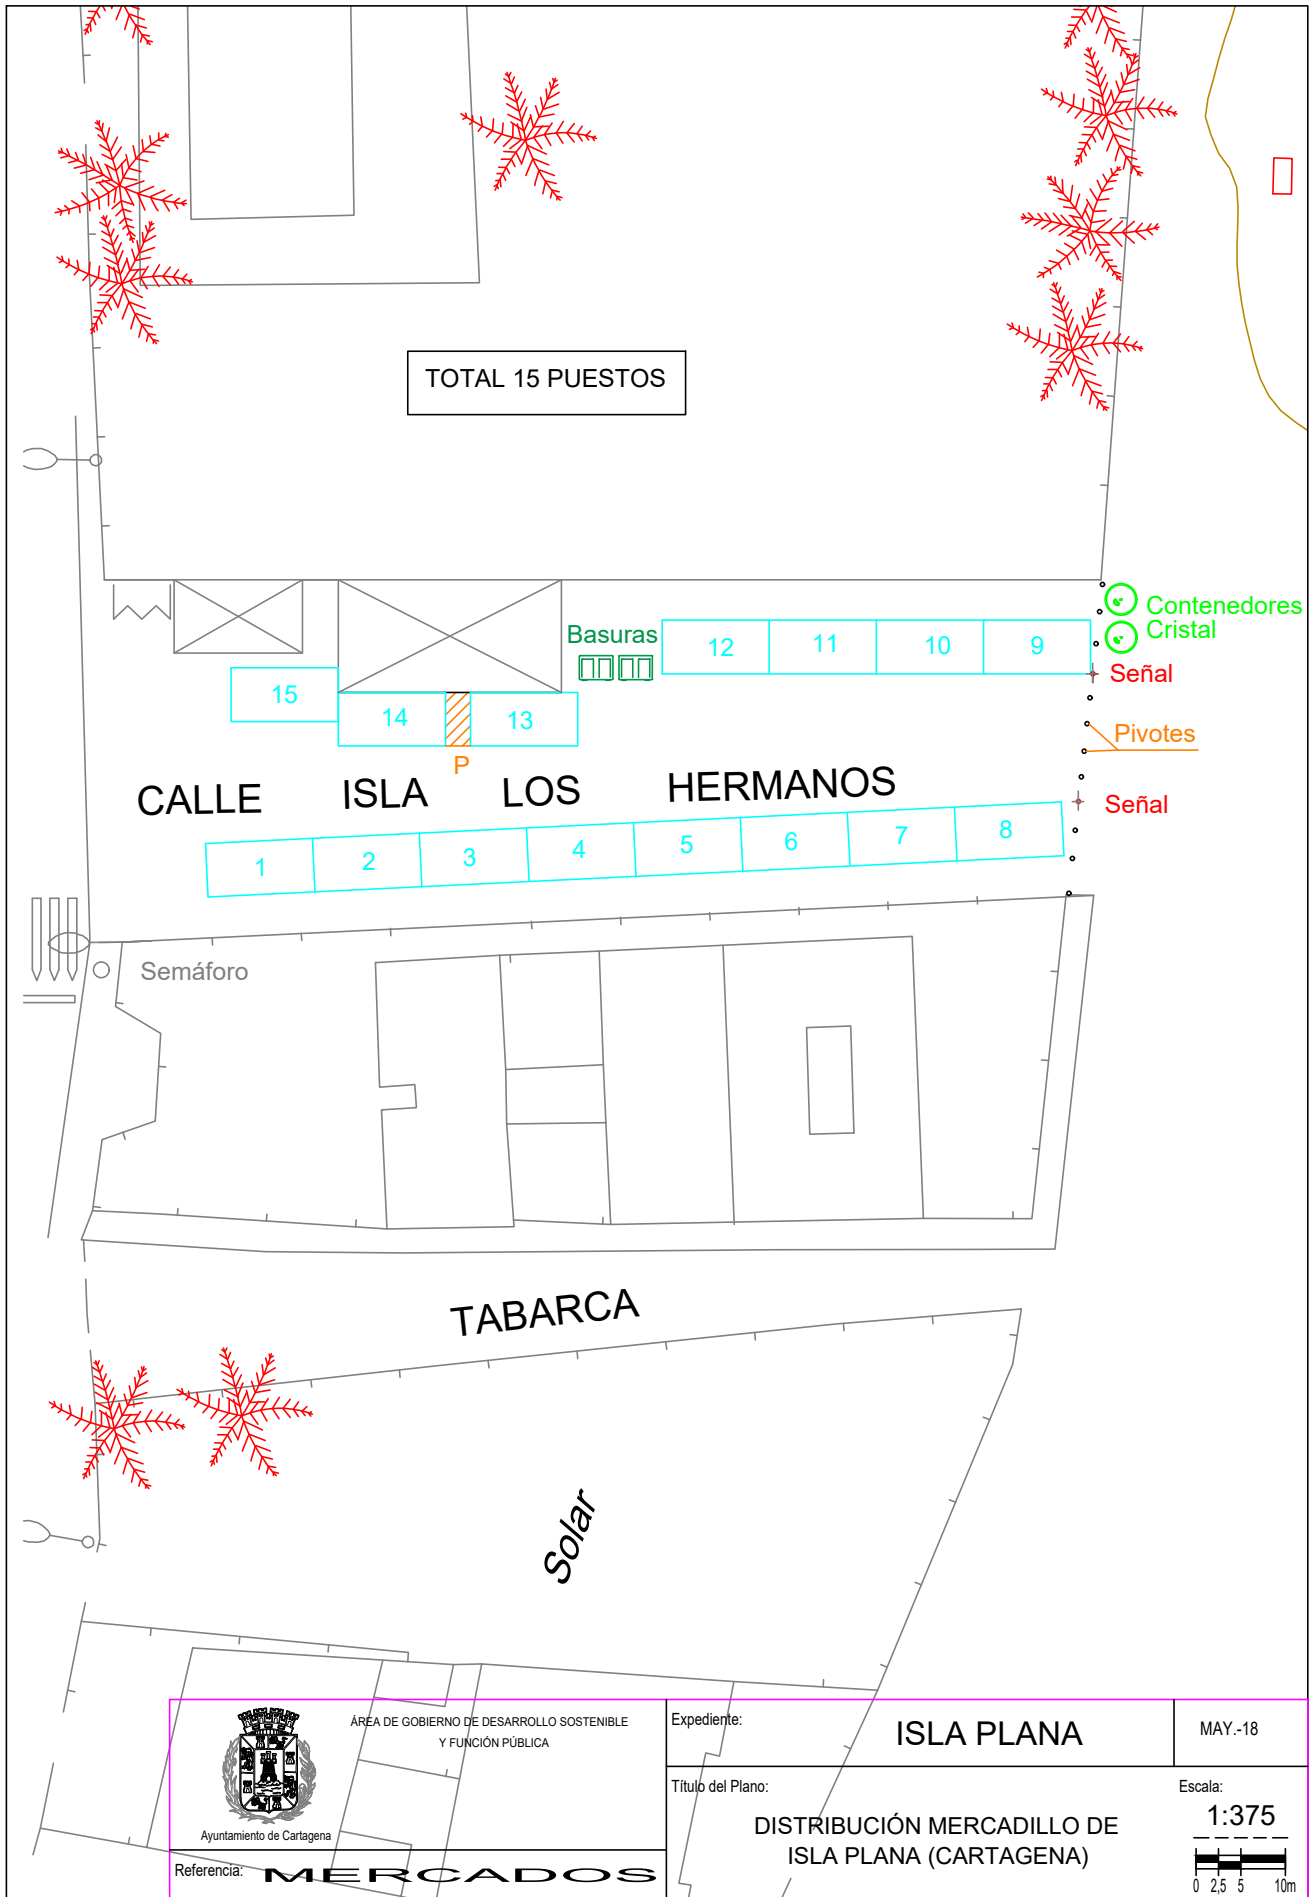 TOTAL 15 PUESTOS
Contenedores
Cristal
Basuras
12
11
10
9
Señal
15
14
13
P
Pivotes
CALLE ISLA LOS HERMANOS
Señal
1
2
3
4
5
6
7
8
Semáforo
TABARCA
Solar
ÁREA DE GOBIERNO DE DESARROLLO SOSTENIBLE
Y FUNCIÓN PÚBLICA
Ayuntamiento de Cartagena
Referencia: MERCADOS
Expediente:
ISLA PLANA
MAY.-18
Título del Plano:
DISTRIBUCIÓN MERCADILLO DE
ISLA PLANA (CARTAGENA)
Escala:
1:375
0 2,5 5 10m